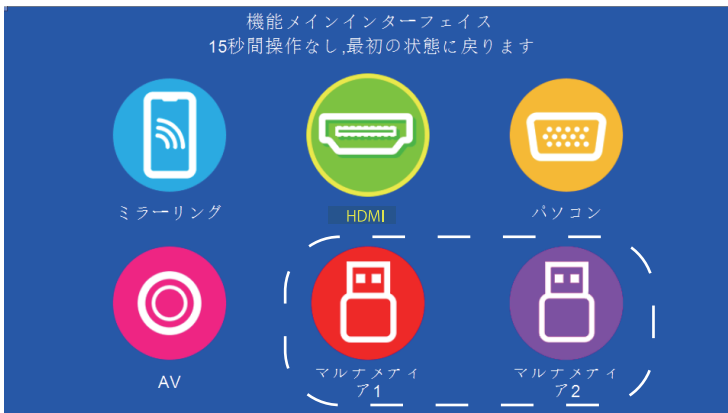 機能メインインターフェイス
15秒間操作なし,最初の状態に戻ります
ミラーリング
HDMI
パソコン
AV
マルチメディ
ア1
マルチメディ
ア2